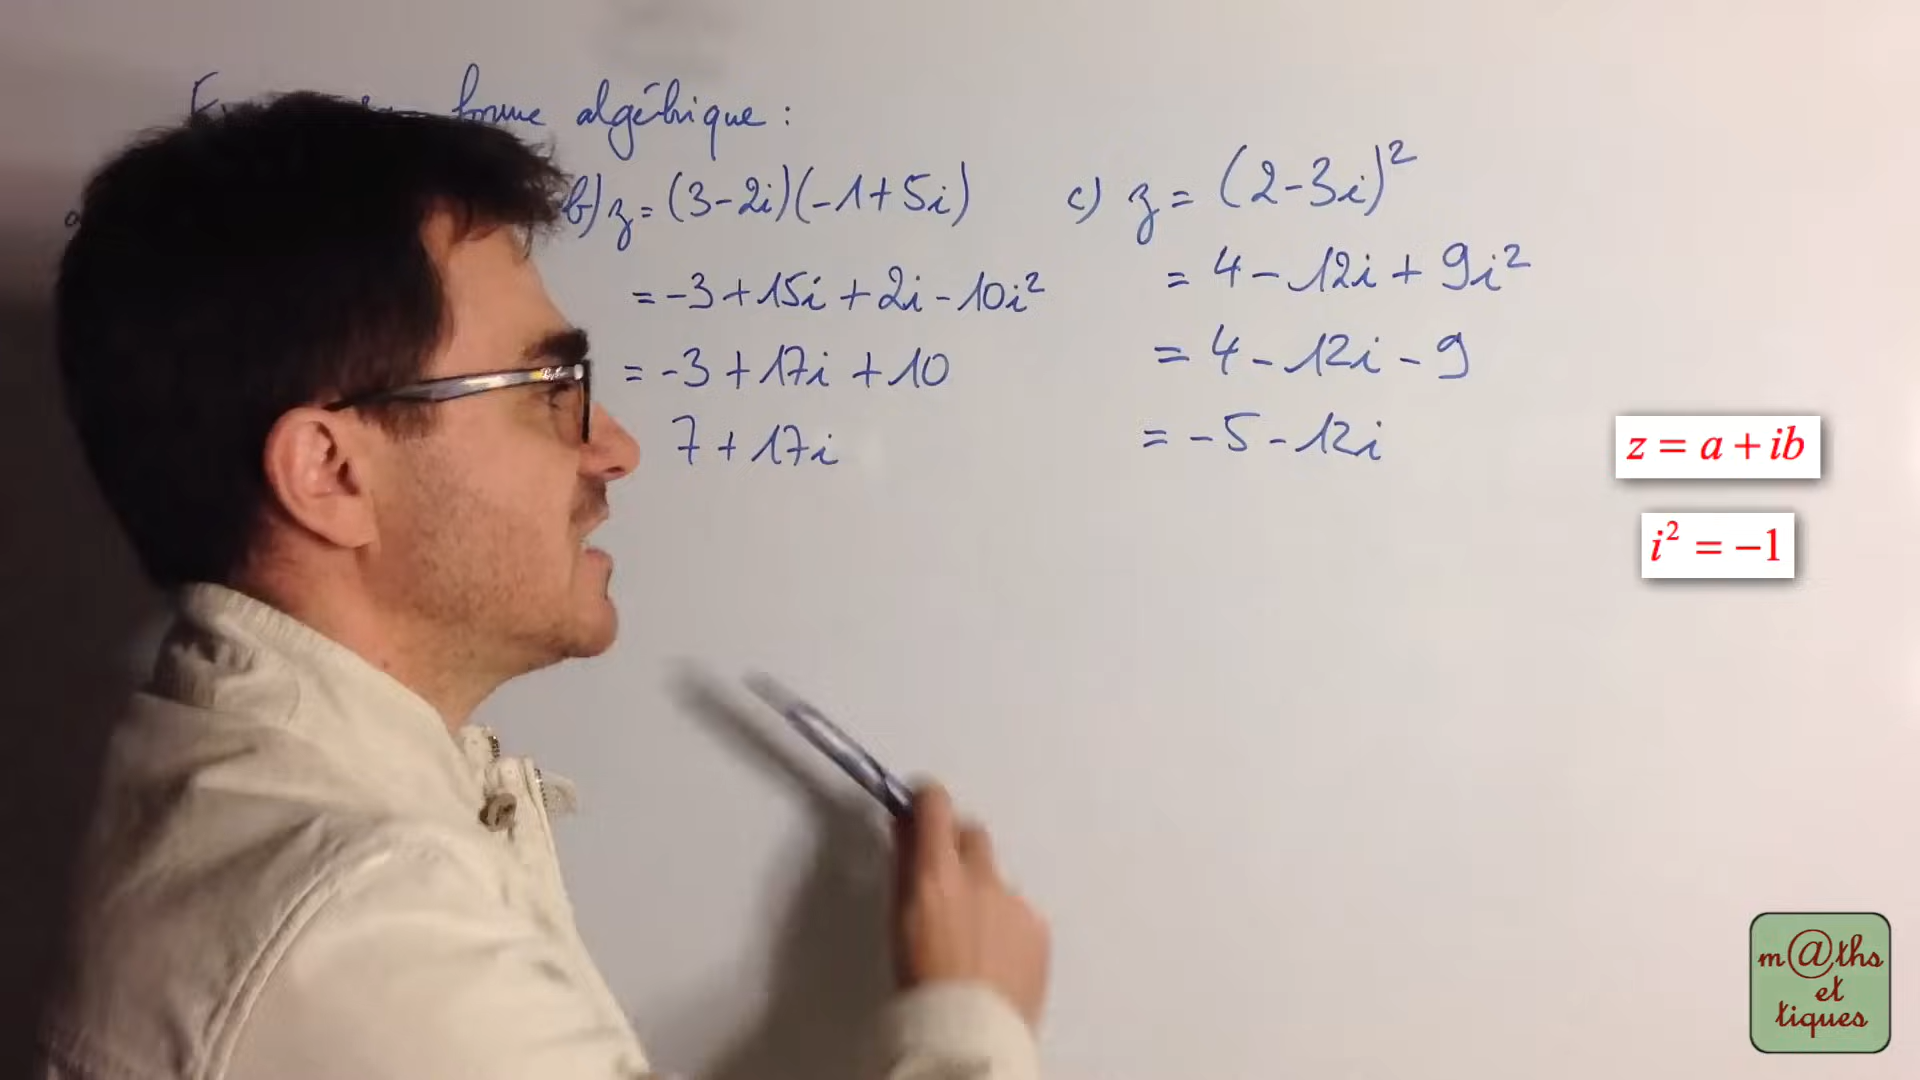 forme algébrique :
b) z = (3-2i)(-1+5i)
= -3+15i+2i-10i²
= -3+17i+10
7+17i
c) z = (2-3i)²
= 4-12i+9i²
= 4-12i-9
= -5-12i
z = a + ib
i² = −1
m@ths
et
tiques